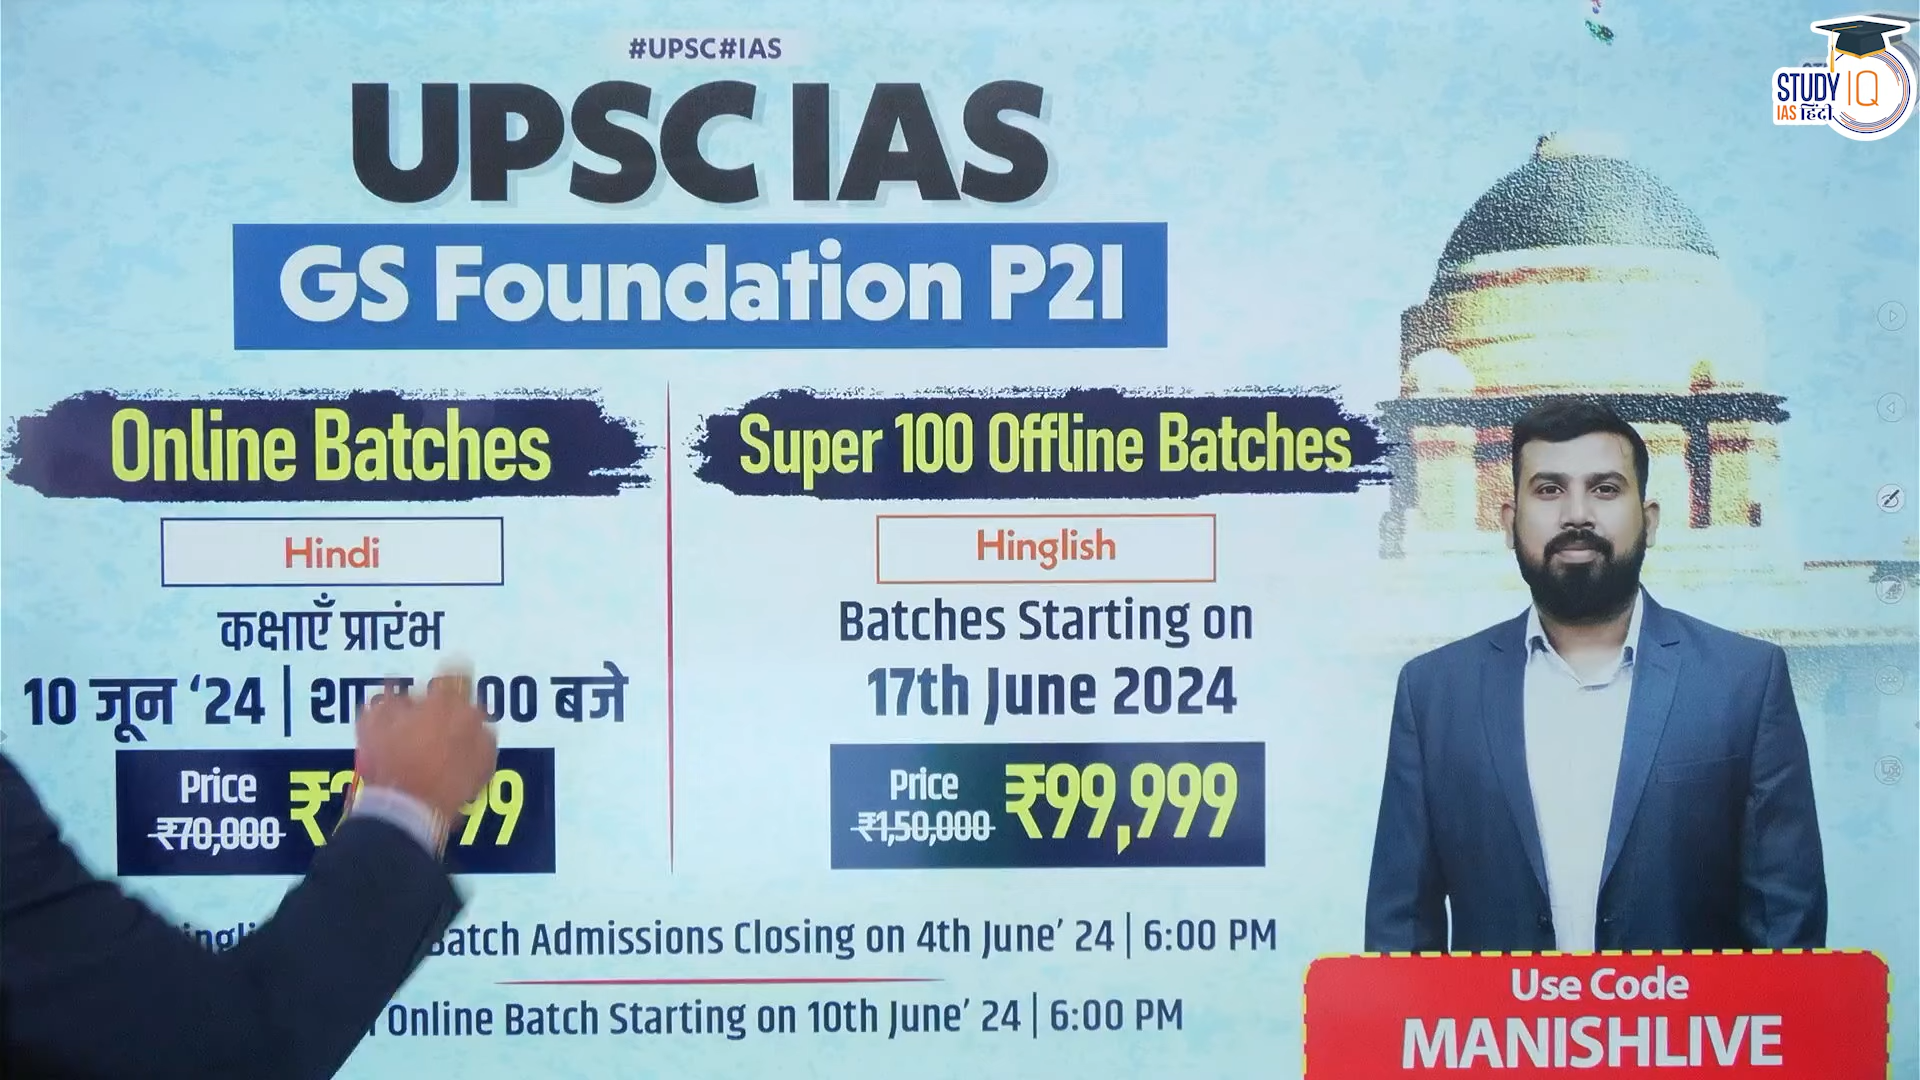 #UPSC#IAS
UPSC IAS
GS Foundation P2I
STUDY IQ
IAS हिंदी
Online Batches
Hindi
कक्षाएँ प्रारंभ
10 जून ‘24 | 00 बजे
Price
₹70,000
Super 100 Offline Batches
Hinglish
Batches Starting on
17th June 2024
Price
₹1,50,000 ₹99,999
Batch Admissions Closing on 4th June’ 24 | 6:00 PM
Online Batch Starting on 10th June’ 24 | 6:00 PM
Use Code
MANISHLIVE